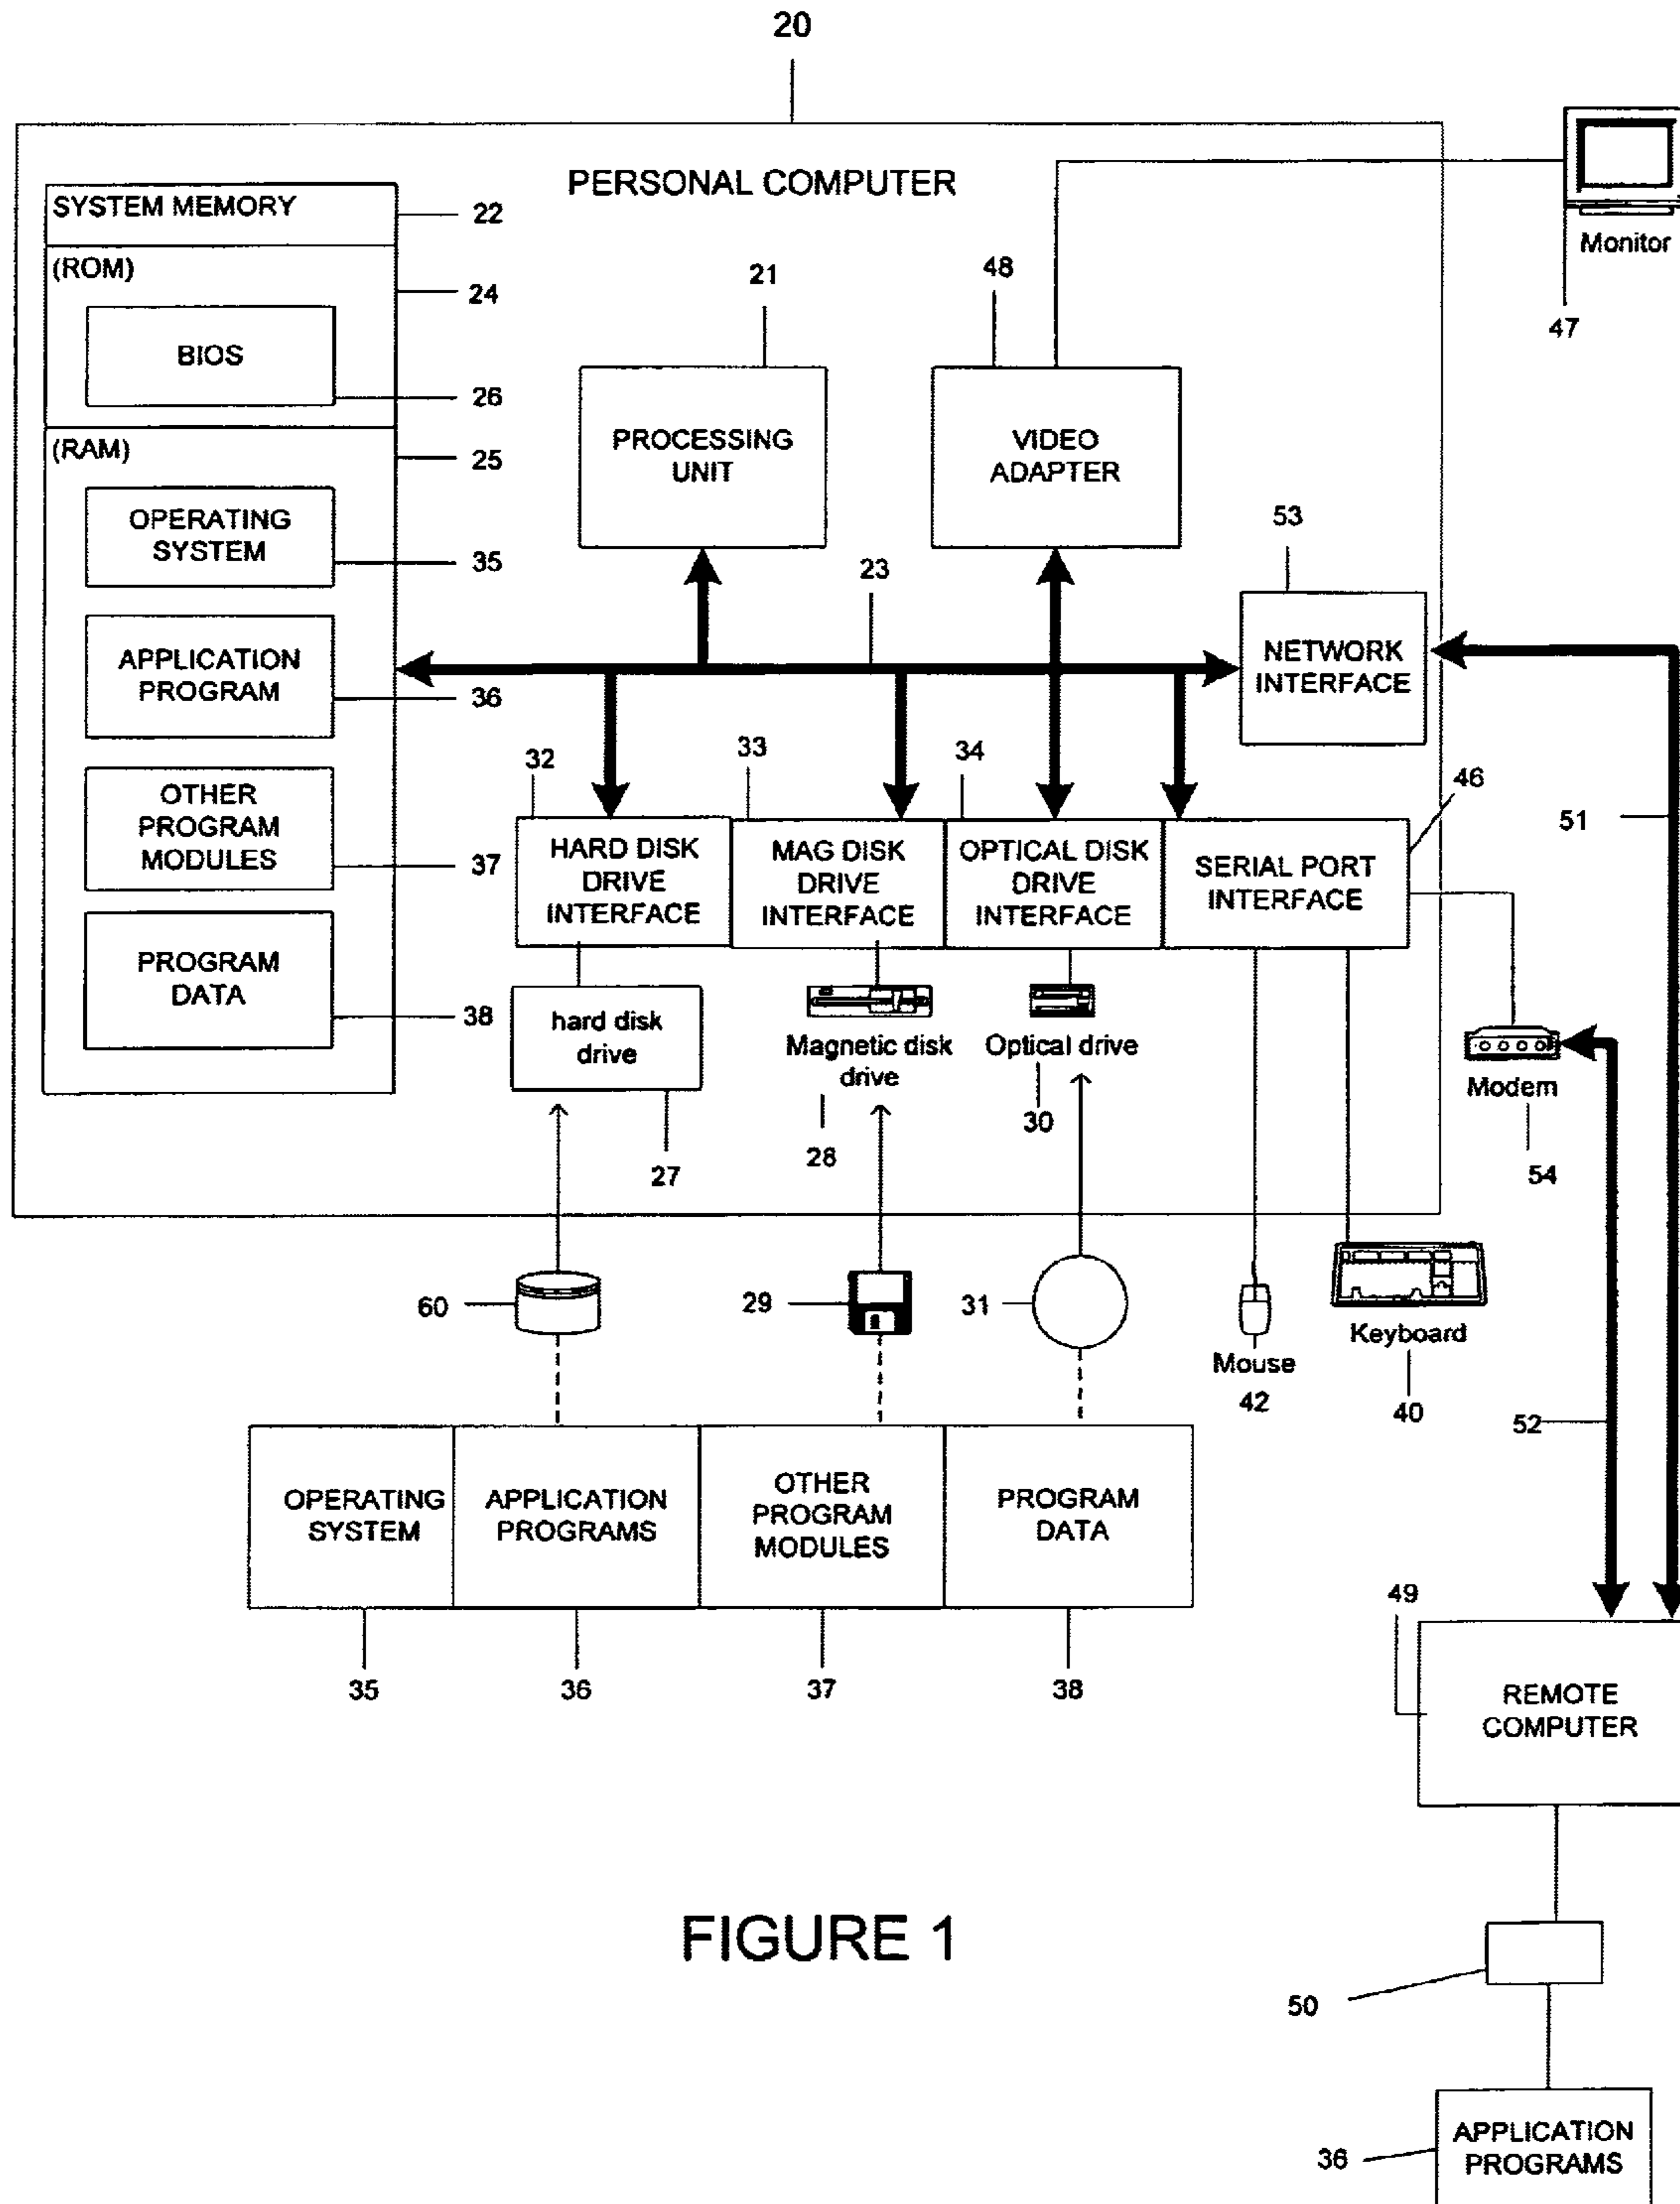 20
PERSONAL COMPUTER
SYSTEM MEMORY
22
(ROM)
24
BIOS
26
(RAM)
25
OPERATING
SYSTEM
35
APPLICATION
PROGRAM
36
OTHER
PROGRAM
MODULES
37
PROGRAM
DATA
38
21
PROCESSING
UNIT
48
VIDEO
ADAPTER
Monitor
47
23
53
NETWORK
INTERFACE
32
HARD DISK
DRIVE
INTERFACE
33
MAG DISK
DRIVE
INTERFACE
34
OPTICAL DISK
DRIVE
INTERFACE
46
SERIAL PORT
INTERFACE
51
hard disk
drive
27
Magnetic disk
drive
28
Optical drive
30
Modem
54
60
29
31
Mouse
42
Keyboard
40
52
OPERATING
SYSTEM
APPLICATION
PROGRAMS
OTHER
PROGRAM
MODULES
PROGRAM
DATA
35
36
37
38
49
REMOTE
COMPUTER
FIGURE 1
50
36
APPLICATION
PROGRAMS